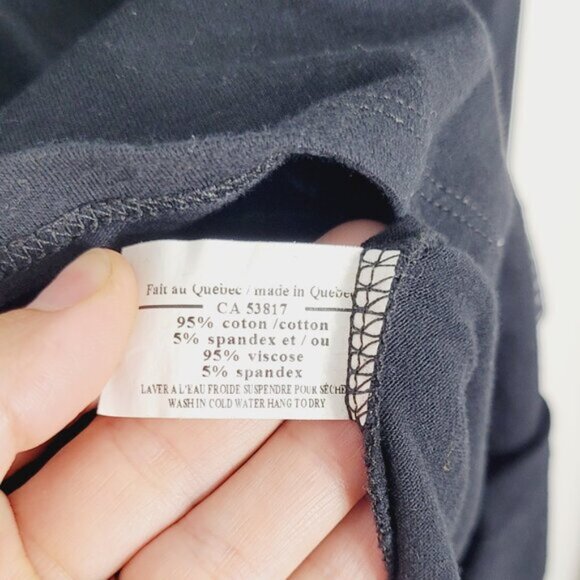 Fait au Québec / made in Québec
CA 53817
95% coton /cotton
5% spandex et / ou
95% viscose
5% spandex
LAVER A L'EAU FROIDE SUSPENDRE POUR SÉCHE
WASH IN COLD WATER HANG TO DRY